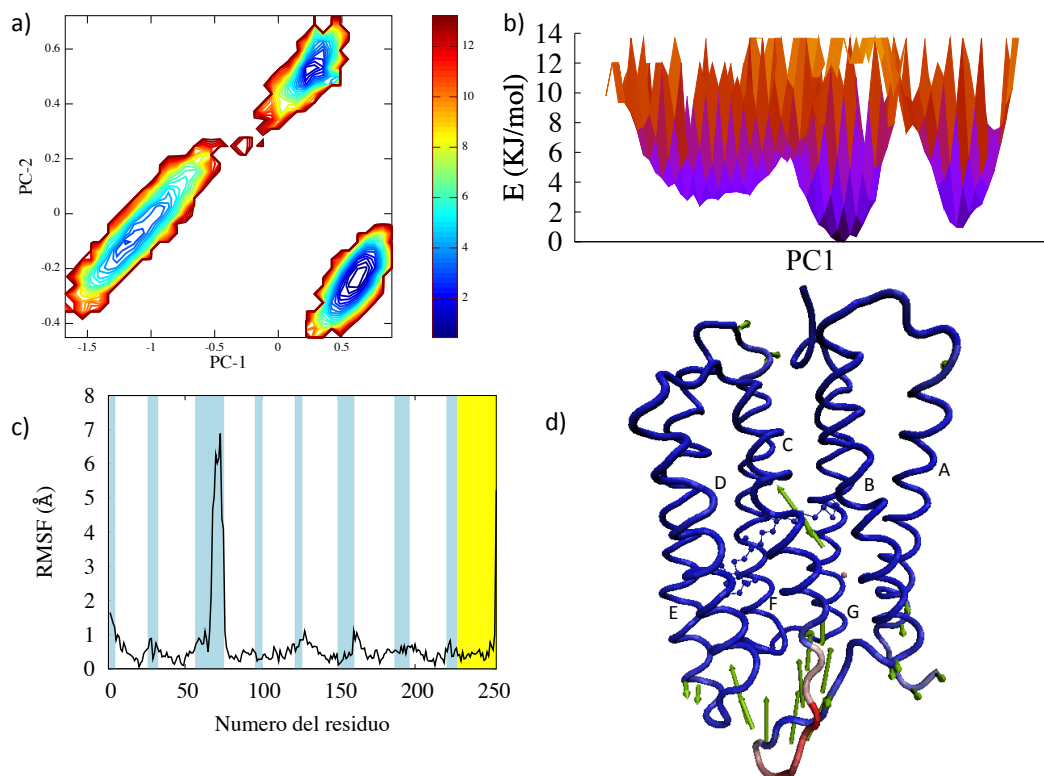 a)
0.6
0.4
0.2
0
-0.2
-0.4
PC-2
-1.5 -1 -0.5 0 0.5
PC-1
12
10
8
6
4
2
b)
14
12
10
8
6
4
2
0
E (KJ/mol)
PC1
c)
8
7
6
5
4
3
2
1
0
RMSF (Å)
0 50 100 150 200 250
Numero del residuo
d)
C
D
B
A
E
F
G